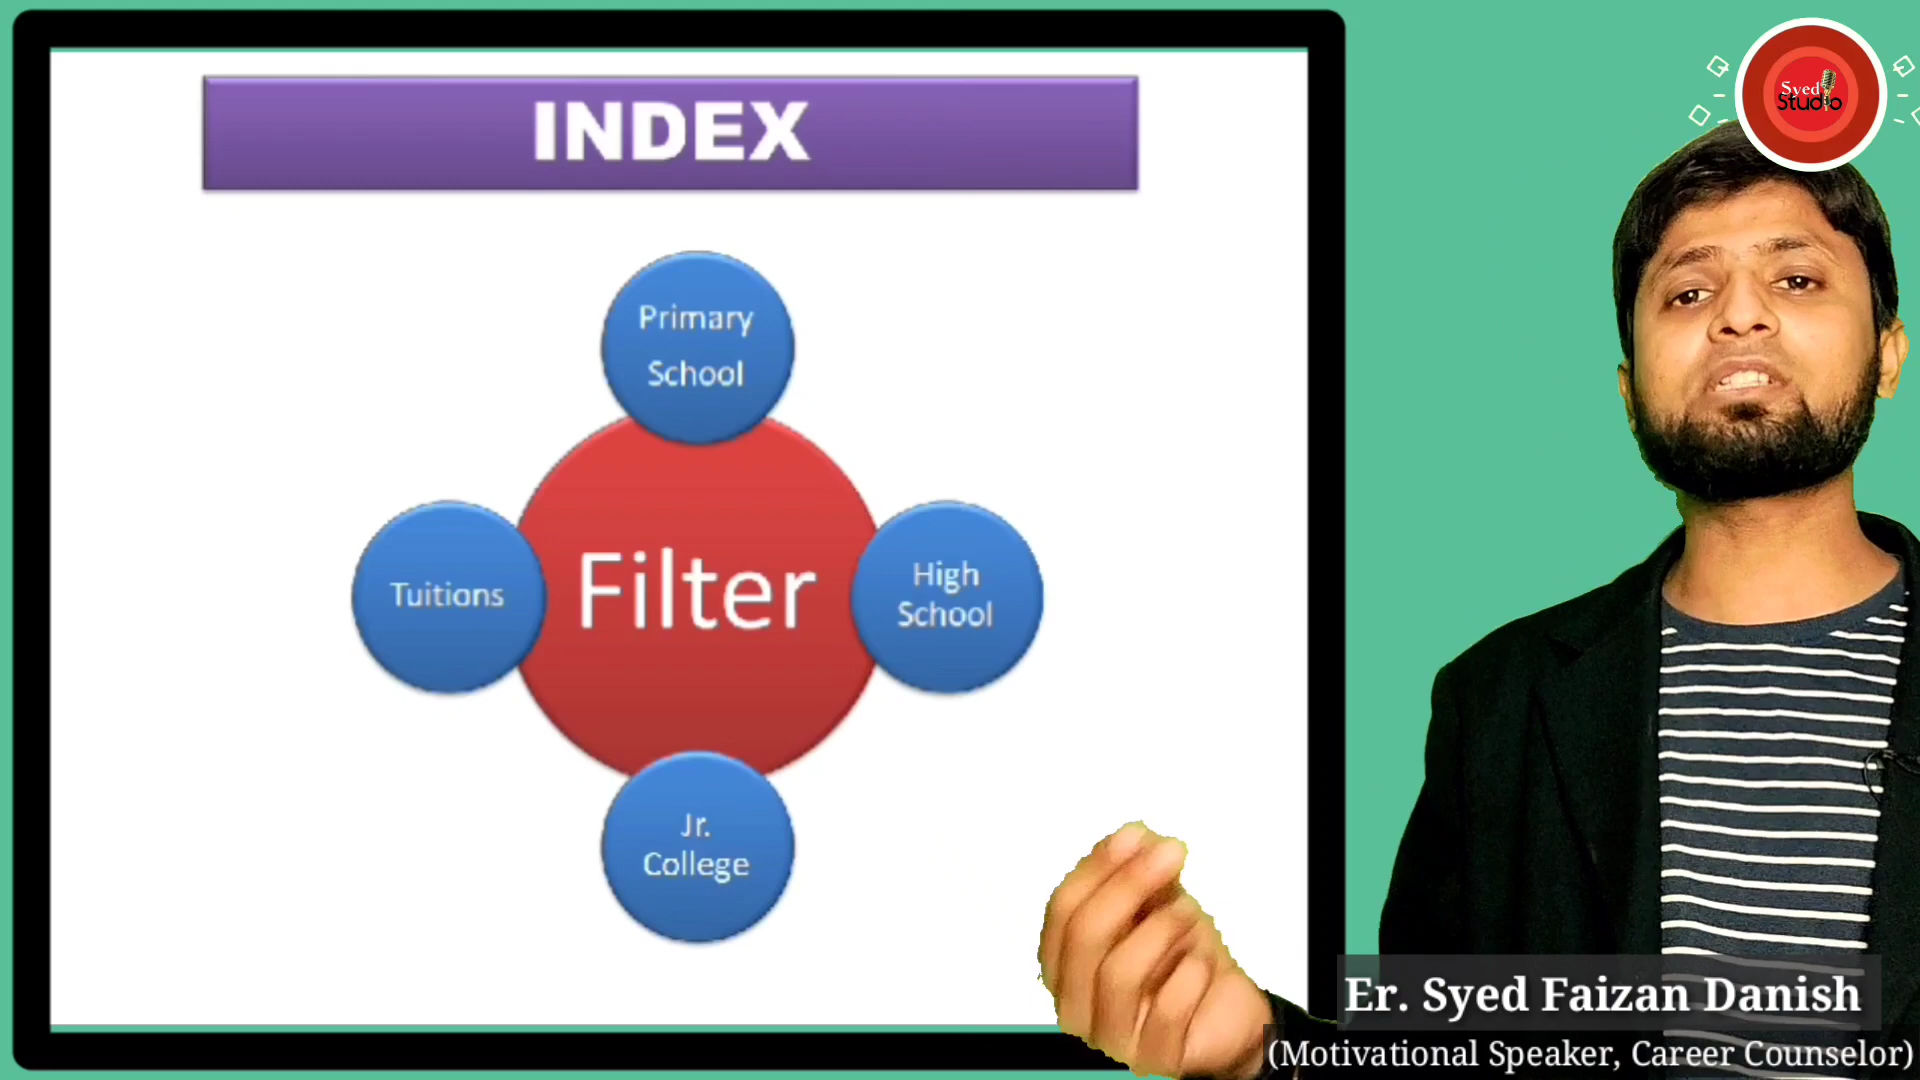 INDEX
Primary
School
Tuitions
Filter
High
School
Jr.
College
Syed
Studio
Er. Syed Faizan Danish
(Motivational Speaker, Career Counselor)